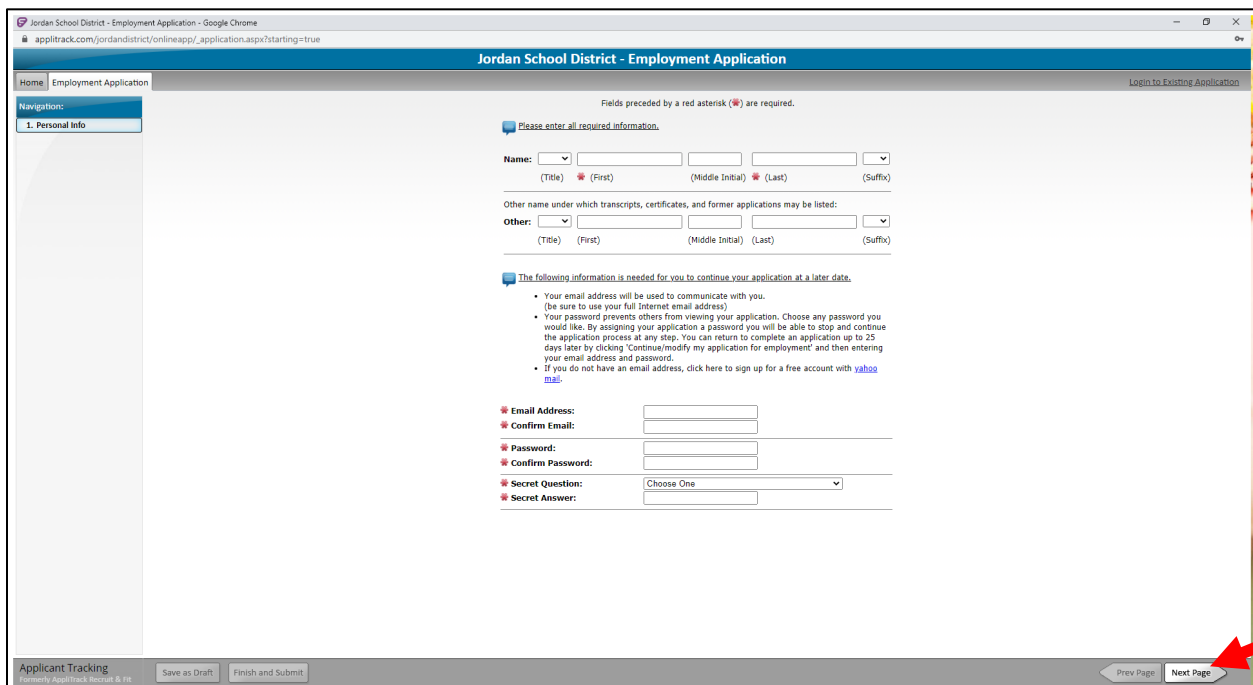 Jordan School District - Employment Application - Google Chrome
applitrack.com/jordandistrict/onlineapp/_application.aspx?starting=true
Jordan School District - Employment Application
Home Employment Application Login to Existing Application
Navigation:
1. Personal Info
Fields preceded by a red asterisk (*) are required.
Please enter all required information.
Name:
(Title) * (First) (Middle Initial) * (Last) (Suffix)
Other name under which transcripts, certificates, and former applications may be listed:
Other:
(Title) (First) (Middle Initial) (Last) (Suffix)
The following information is needed for you to continue your application at a later date.
• Your email address will be used to communicate with you.
(be sure to use your full Internet email address)
• Your password prevents others from viewing your application. Choose any password you
would like. By assigning your application a password you will be able to stop and continue
the application process at any step. You can return to complete an application up to 25
days later by clicking 'Continue/modify my application for employment' and then entering
your email address and password.
• If you do not have an email address, click here to sign up for a free account with yahoo
mail.
* Email Address:
* Confirm Email:
* Password:
* Confirm Password:
* Secret Question: Choose One
* Secret Answer:
Applicant Tracking
Formerly AppliTrack Recruit & Fit
Save as Draft Finish and Submit Prev Page Next Page